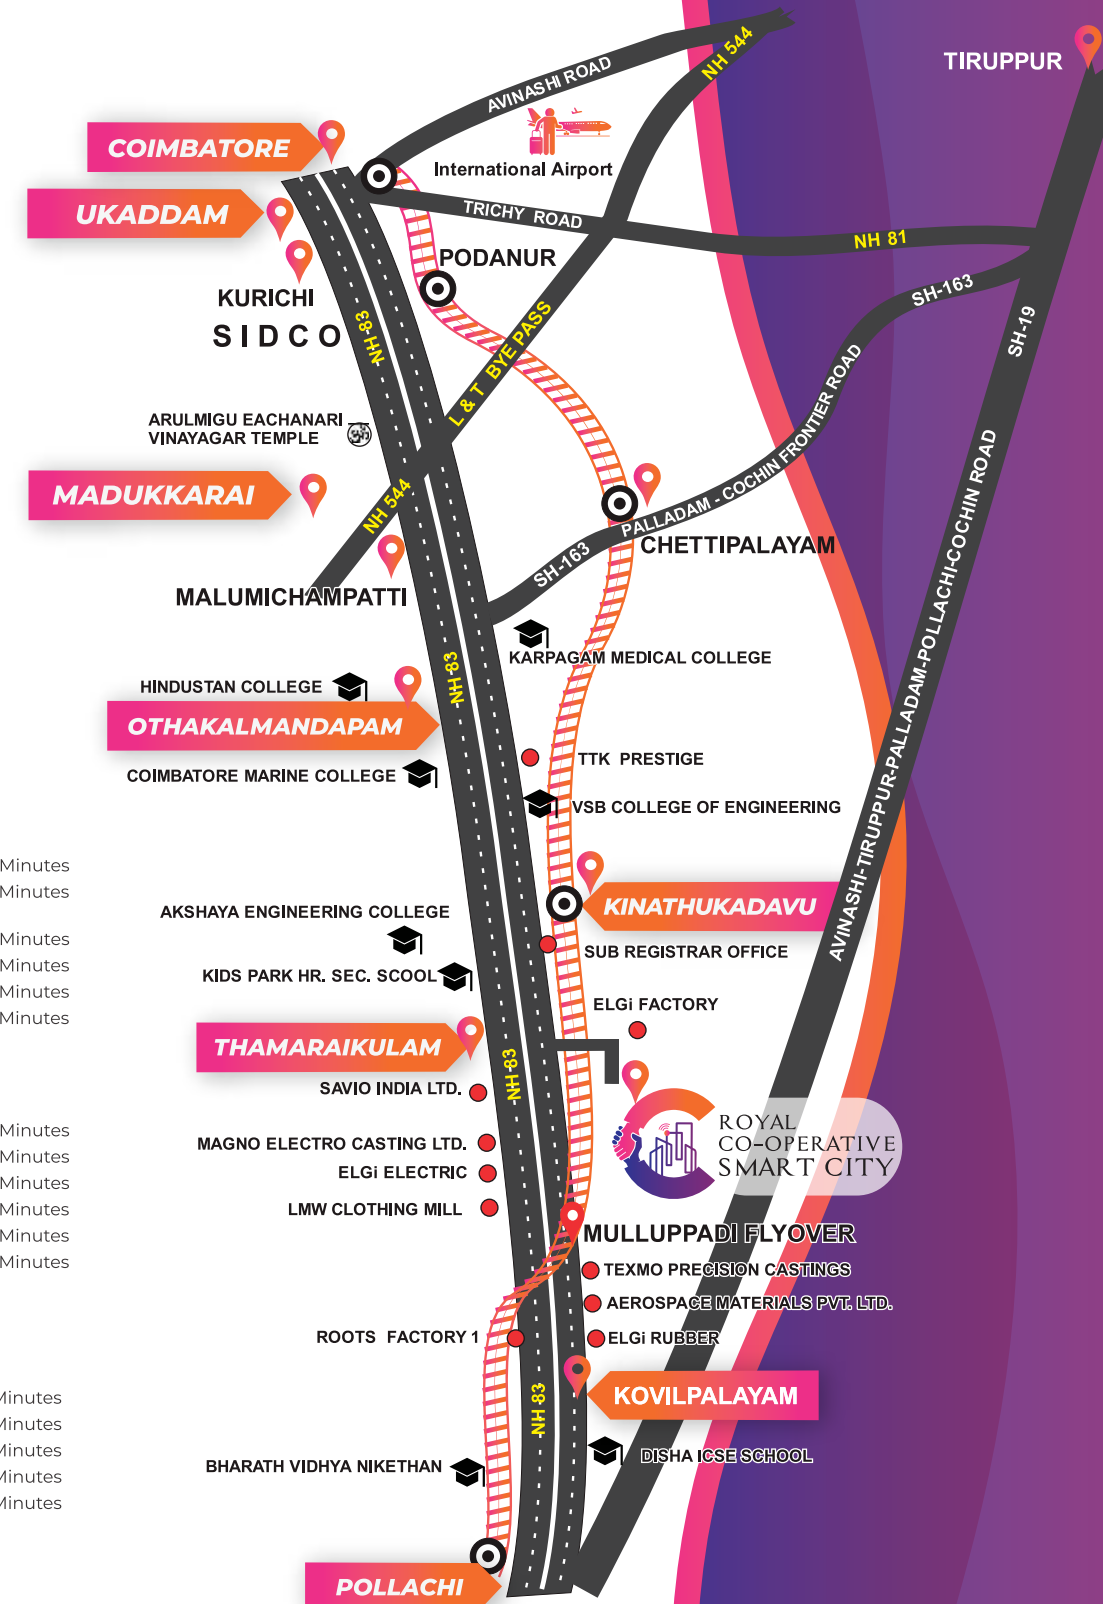 TIRUPPUR
NH 544
AVINASHI ROAD
COIMBATORE
International Airport
UKADDAM
TRICHY ROAD
NH 81
PODANUR
KURICHI
SIDCO
NH 83
SH-163
SH-19
L & T BYE PASS
ARULMIGU EACHANARI
VINAYAGAR TEMPLE
MADUKKARAI
NH 544
PALLADAM - COCHIN FRONTIER ROAD
CHETTIPALAYAM
SH-163
MALUMICHAMPATTI
AVINASHI-TIRUPPUR-PALLADAM-POLLACHI-COCHIN ROAD
KARPAGAM MEDICAL COLLEGE
NH 83
HINDUSTAN COLLEGE
OTHAKALMANDAPAM
TTK PRESTIGE
COIMBATORE MARINE COLLEGE
VSB COLLEGE OF ENGINEERING
Minutes
Minutes
KINATHUKADAVU
AKSHAYA ENGINEERING COLLEGE
Minutes
SUB REGISTRAR OFFICE
Minutes
KIDS PARK HR. SEC. SCOOL
Minutes
ELGi FACTORY
Minutes
THAMARAIKULAM
NH 83
SAVIO INDIA LTD.
ROYAL
CO-OPERATIVE
SMART CITY
Minutes
MAGNO ELECTRO CASTING LTD.
Minutes
ELGi ELECTRIC
Minutes
LMW CLOTHING MILL
Minutes
MULLUPPADI FLYOVER
Minutes
Minutes
TEXMO PRECISION CASTINGS
AEROSPACE MATERIALS PVT. LTD.
ROOTS FACTORY 1
ELGi RUBBER
Minutes
KOVILPALAYAM
NH 83
Minutes
Minutes
DISHA ICSE SCHOOL
BHARATH VIDHYA NIKETHAN
Minutes
Minutes
POLLACHI